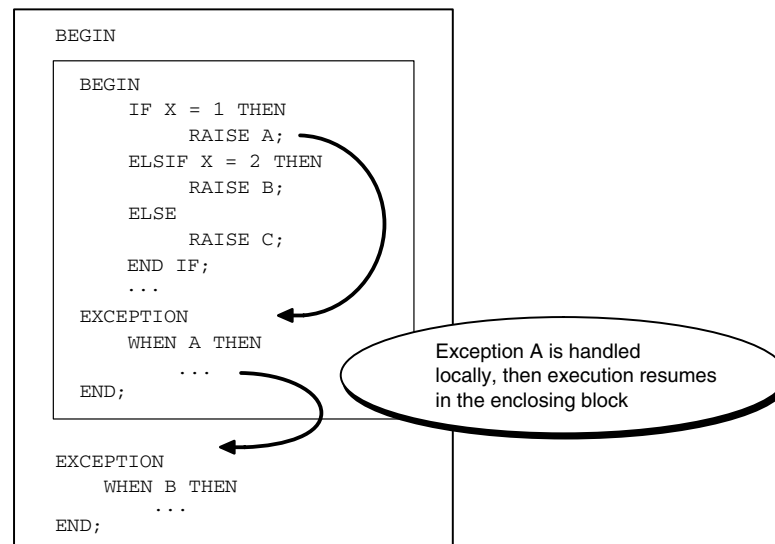 BEGIN
BEGIN
IF X = 1 THEN
RAISE A;
ELSIF X = 2 THEN
RAISE B;
ELSE
RAISE C;
END IF;
...
EXCEPTION
WHEN A THEN
...
END;
Exception A is handled
locally, then execution resumes
in the enclosing block
EXCEPTION
WHEN B THEN
...
END;